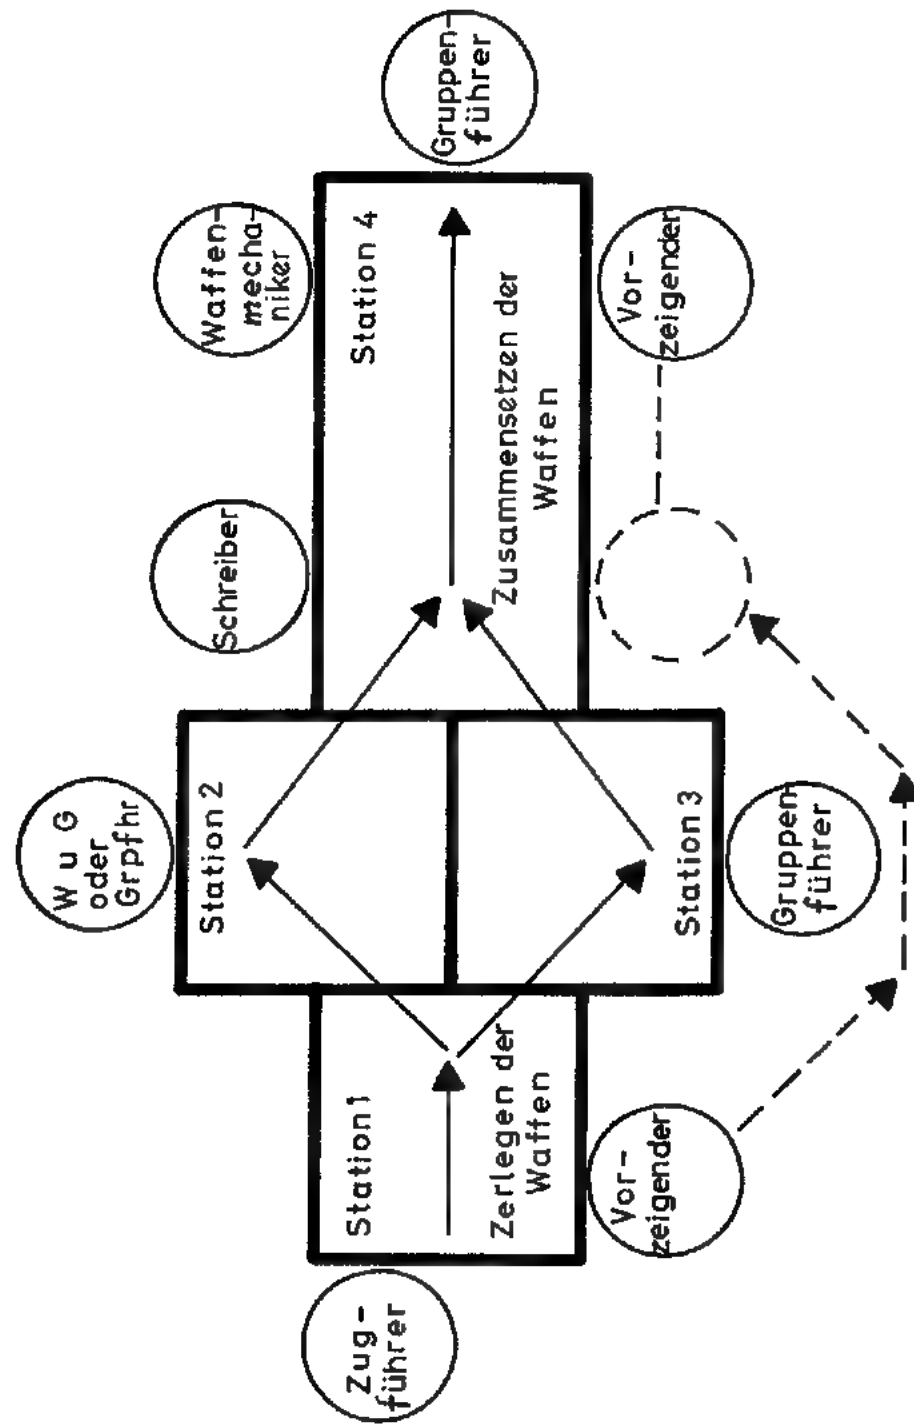 Zug-
führer
Station 1
Zerlegen der
Waffen
Vor-
zeigender
W u G
oder
Grpfhr
Station 2
Station 3
Gruppen-
führer
Schreiber
Waffen-
mecha-
niker
Station 4
Zusammensetzen der
Waffen
Vor-
zeigender
Gruppen-
führer